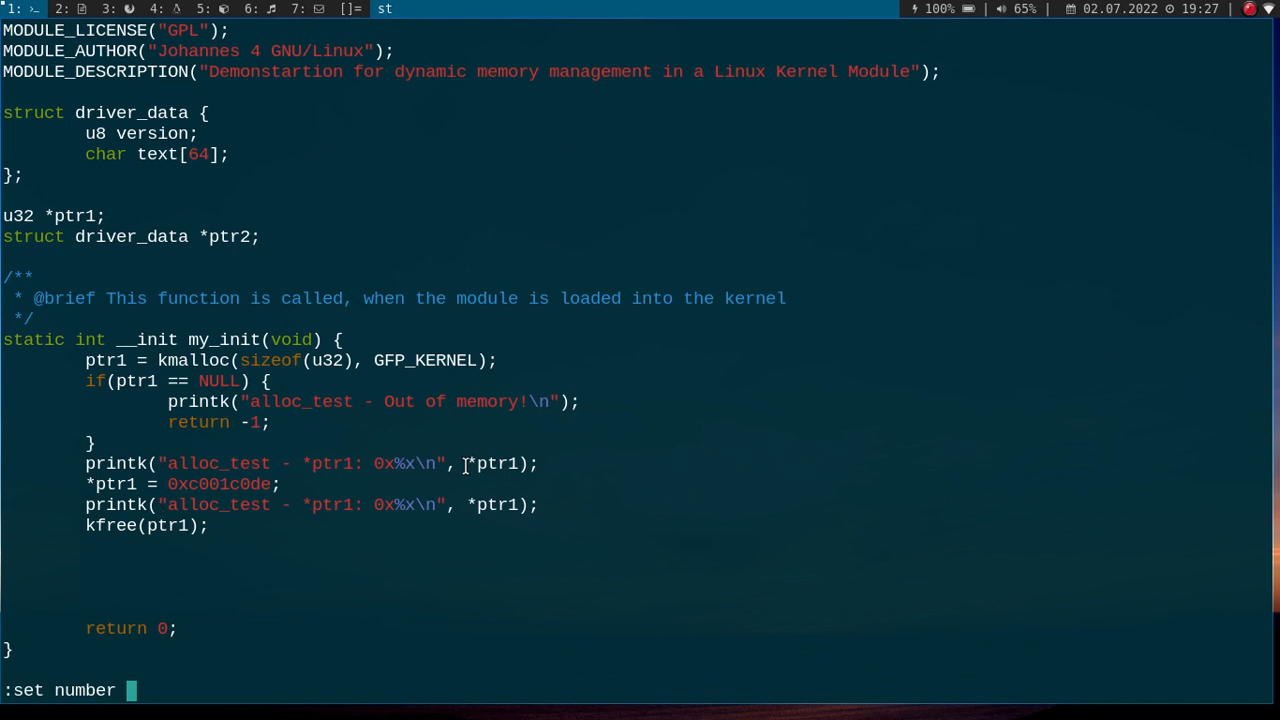 1: 2: 3: 4: 5: 6: 7: []= st 100% | 65% | 02.07.2022 19:27
MODULE_LICENSE("GPL");
MODULE_AUTHOR("Johannes 4 GNU/Linux");
MODULE_DESCRIPTION("Demonstartion for dynamic memory management in a Linux Kernel Module");
struct driver_data {
u8 version;
char text[64];
};
u32 *ptr1;
struct driver_data *ptr2;
/**
* @brief This function is called, when the module is loaded into the kernel
*/
static int __init my_init(void) {
ptr1 = kmalloc(sizeof(u32), GFP_KERNEL);
if(ptr1 == NULL) {
printk("alloc_test - Out of memory!\n");
return -1;
}
printk("alloc_test - *ptr1: 0x%x\n", *ptr1);
*ptr1 = 0xc001c0de;
printk("alloc_test - *ptr1: 0x%x\n", *ptr1);
kfree(ptr1);
return 0;
}
:set number